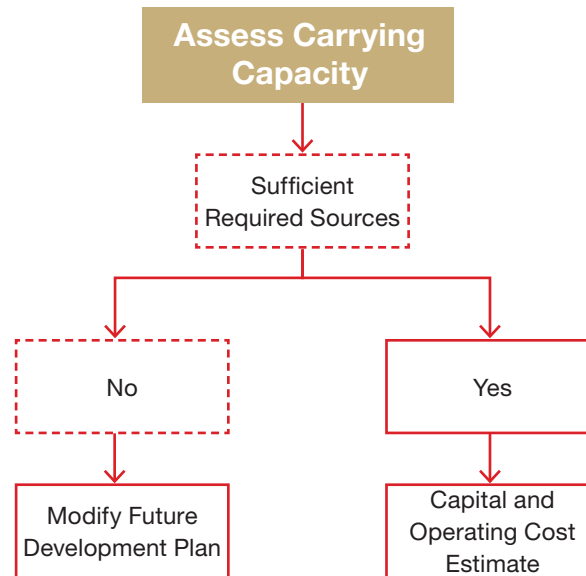 Assess Carrying
Capacity
Sufficient
Required Sources
No
Yes
Modify Future
Development Plan
Capital and
Operating Cost
Estimate